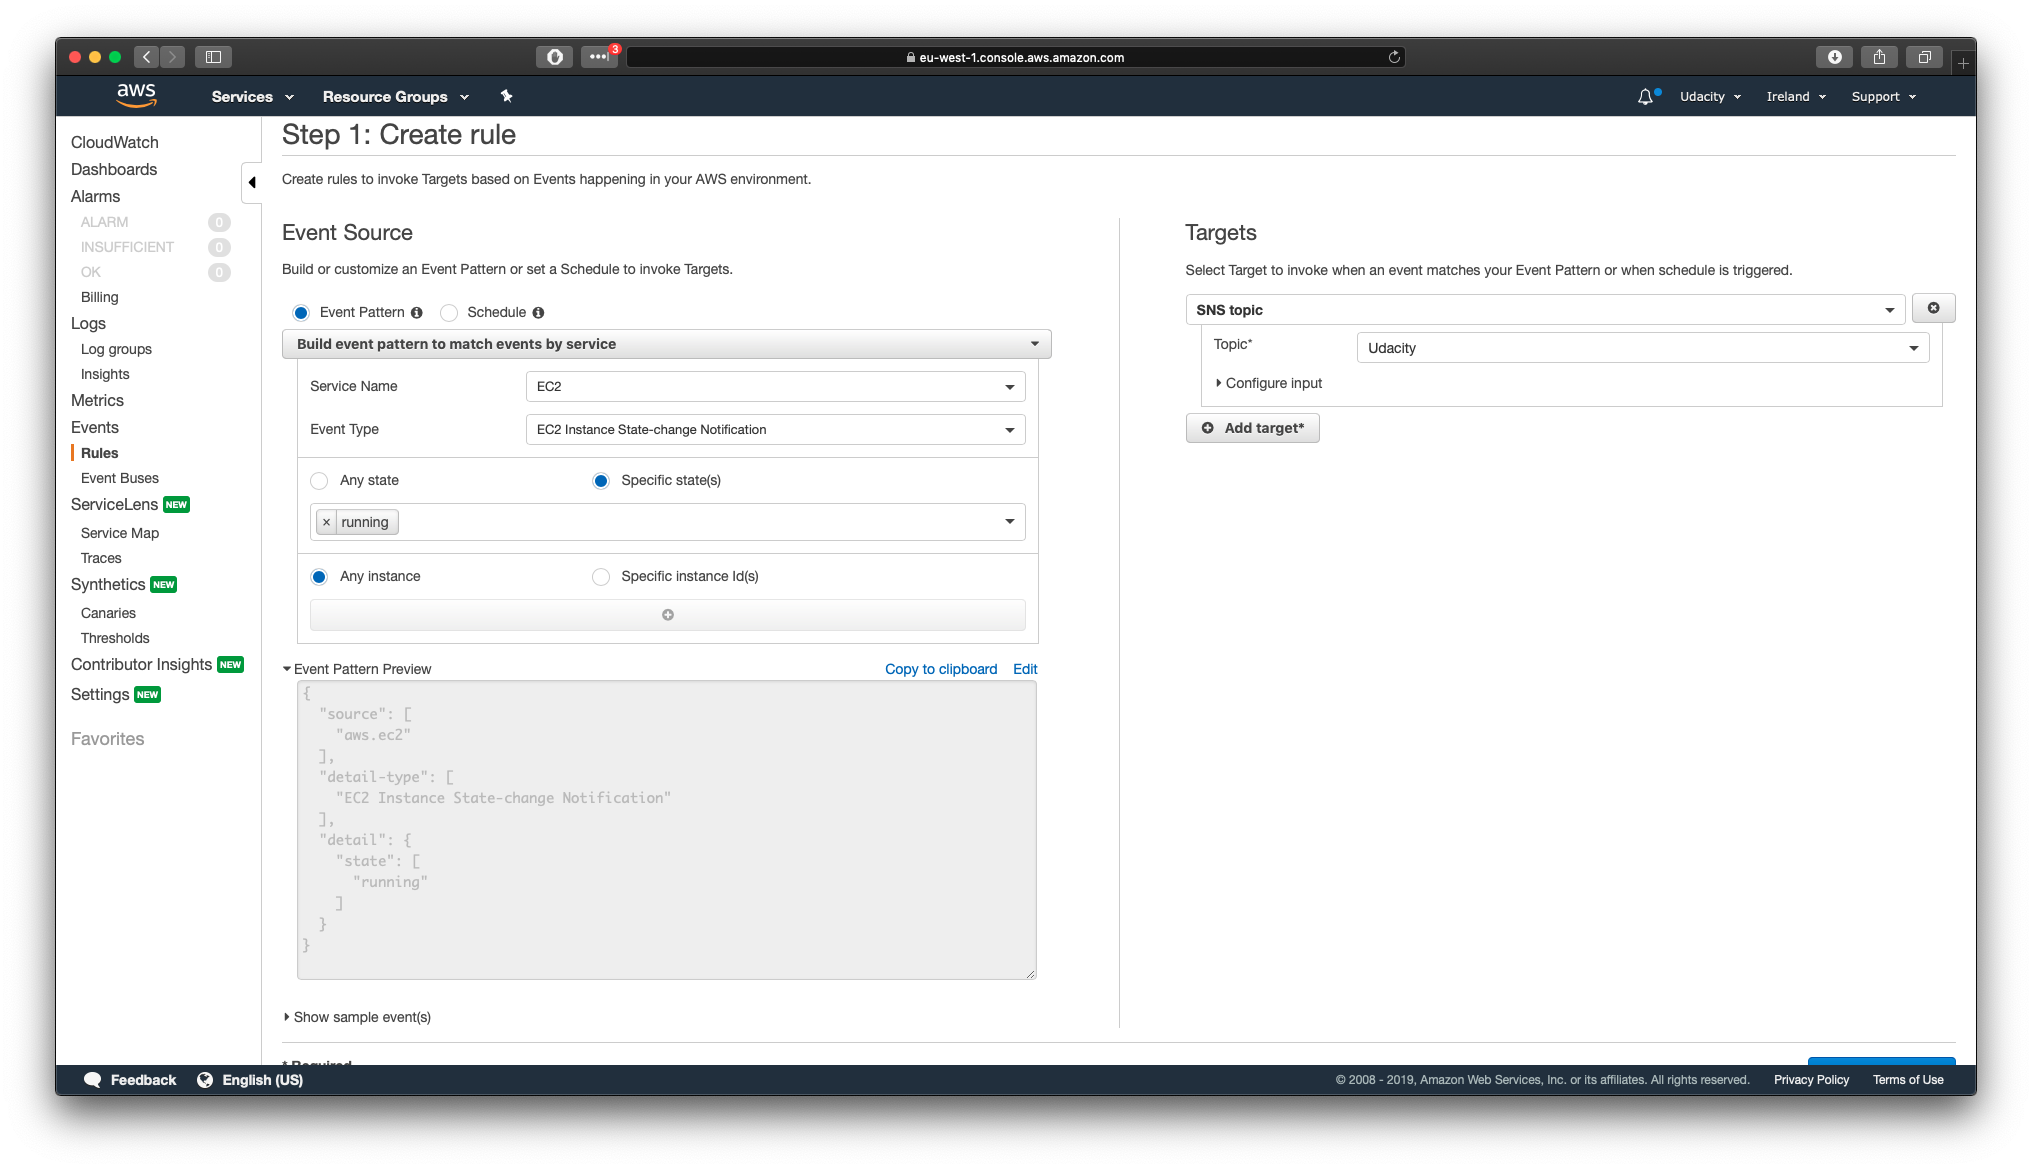 3
eu-west-1.console.aws.amazon.com
aws
Services
Resource Groups
Udacity
Ireland
Support
CloudWatch
Dashboards
Alarms
ALARM 0
INSUFFICIENT 0
OK 0
Billing
Logs
Log groups
Insights
Metrics
Events
Rules
Event Buses
ServiceLens NEW
Service Map
Traces
Synthetics NEW
Canaries
Thresholds
Contributor Insights NEW
Settings NEW
Favorites
Step 1: Create rule
Create rules to invoke Targets based on Events happening in your AWS environment.
Event Source
Build or customize an Event Pattern or set a Schedule to invoke Targets.
Event Pattern
Schedule
Build event pattern to match events by service
Service Name
EC2
Event Type
EC2 Instance State-change Notification
Any state
Specific state(s)
× running
Any instance
Specific instance Id(s)
Event Pattern Preview
Copy to clipboard
Edit
{
"source": [
"aws.ec2"
],
"detail-type": [
"EC2 Instance State-change Notification"
],
"detail": {
"state": [
"running"
]
}
}
Show sample event(s)
* Required
Targets
Select Target to invoke when an event matches your Event Pattern or when schedule is triggered.
SNS topic
Topic*
Udacity
Configure input
Add target*
Feedback
English (US)
© 2008 - 2019, Amazon Web Services, Inc. or its affiliates. All rights reserved.
Privacy Policy
Terms of Use